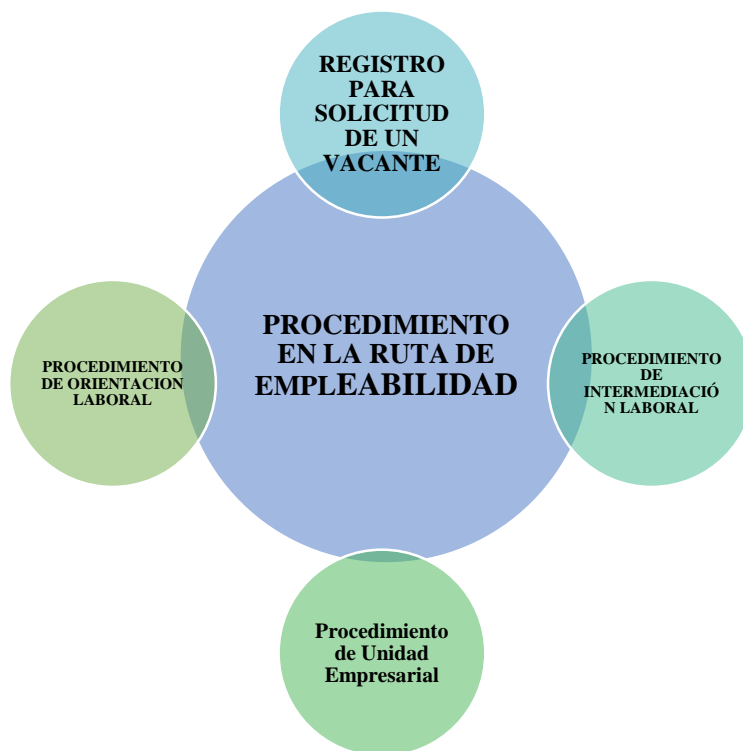 REGISTRO
PARA
SOLICITUD
DE UN
VACANTE
PROCEDIMIENTO
EN LA RUTA DE
EMPLEABILIDAD
PROCEDIMIENTO
DE ORIENTACION
LABORAL
PROCEDIMIENTO
DE
INTERMEDIACIÓ
N LABORAL
Procedimiento
de Unidad
Empresarial